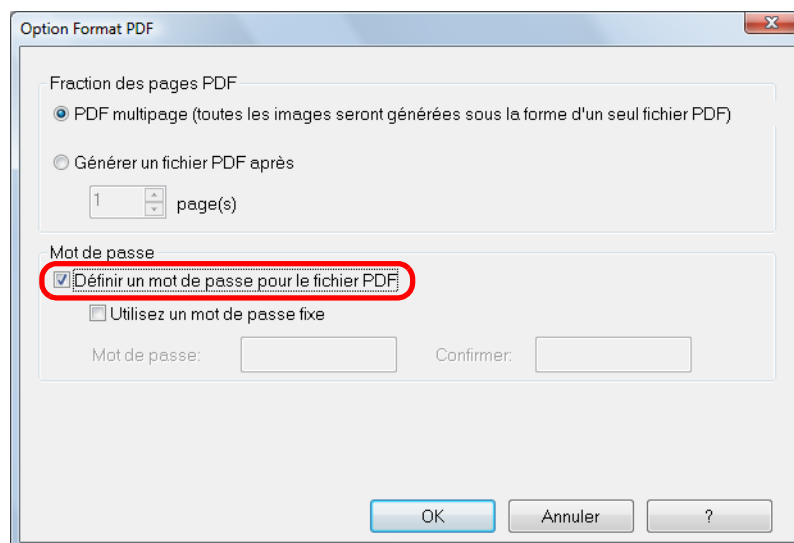 Option Format PDF
Fraction des pages PDF
PDF multipage (toutes les images seront générées sous la forme d'un seul fichier PDF)
Générer un fichier PDF après
1 page(s)
Mot de passe
Définir un mot de passe pour le fichier PDF
Utilisez un mot de passe fixe
Mot de passe: Confirmer:
OK Annuler ?